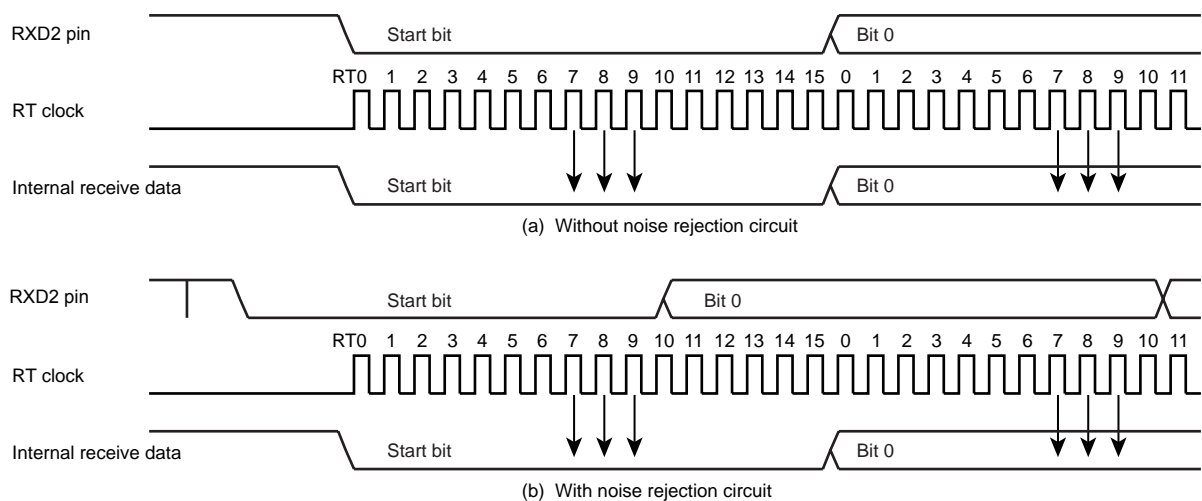 RXD2 pin
Start bit
Bit 0
RT0 1 2 3 4 5 6 7 8 9 10 11 12 13 14 15 0 1 2 3 4 5 6 7 8 9 10 11
RT clock
Internal receive data
Start bit
Bit 0
(a) Without noise rejection circuit
RXD2 pin
Start bit
Bit 0
RT0 1 2 3 4 5 6 7 8 9 10 11 12 13 14 15 0 1 2 3 4 5 6 7 8 9 10 11
RT clock
Internal receive data
Start bit
Bit 0
(b) With noise rejection circuit